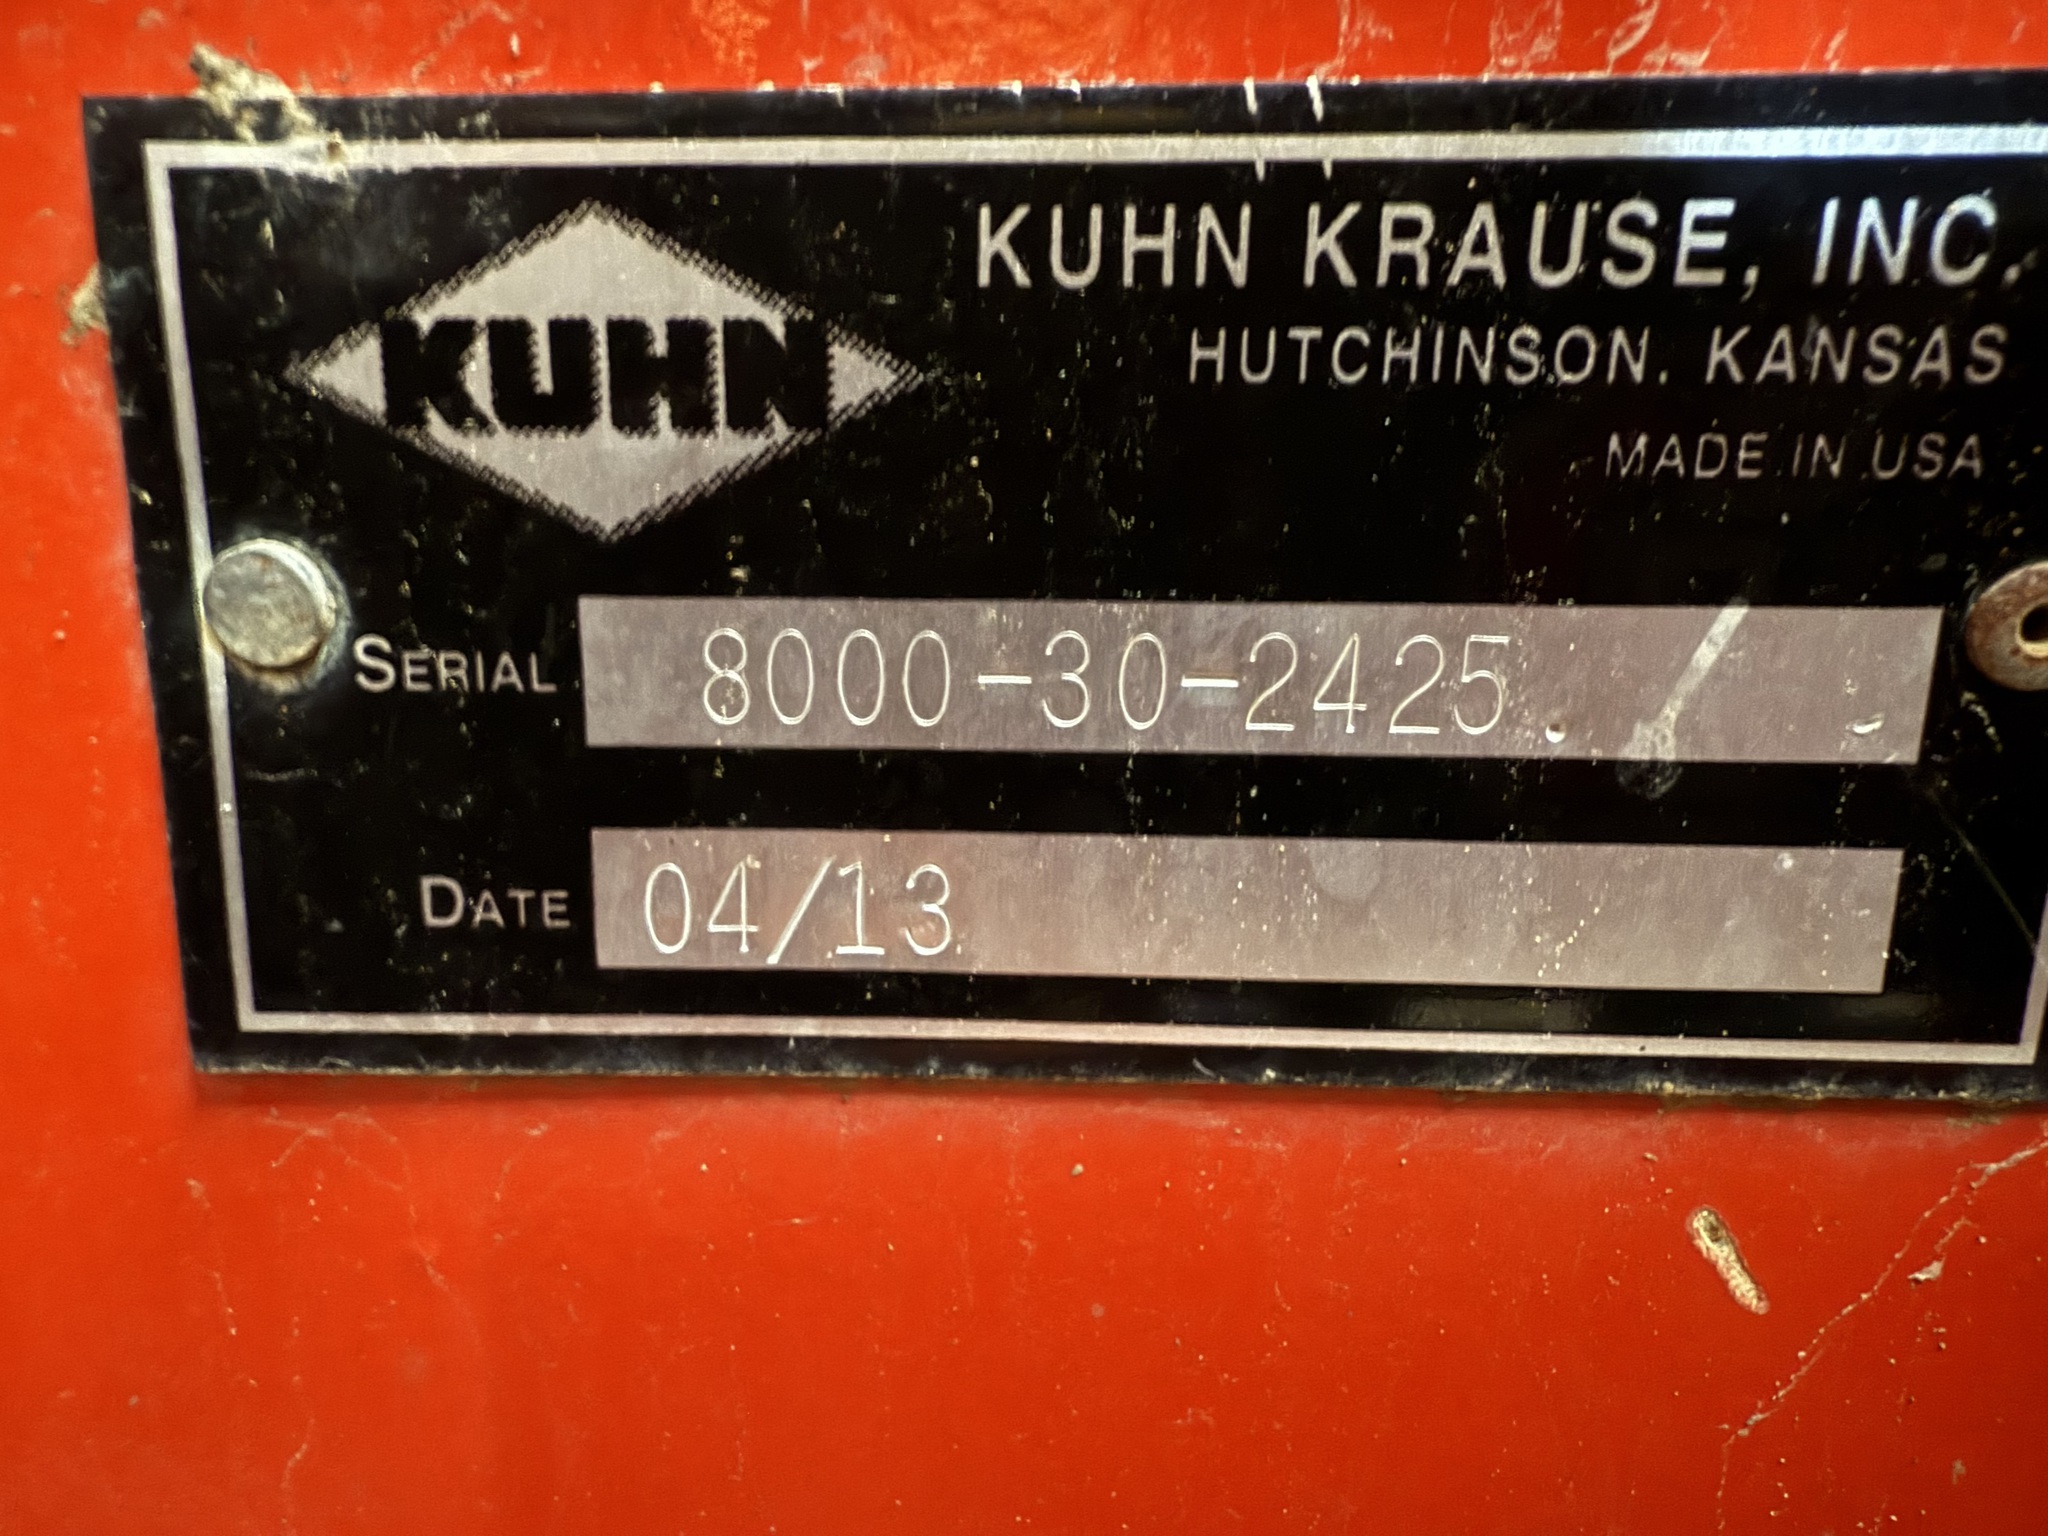 KUHN
KUHN KRAUSE, INC.
HUTCHINSON. KANSAS
MADE IN USA
SERIAL 8000-30-2425
DATE 04/13